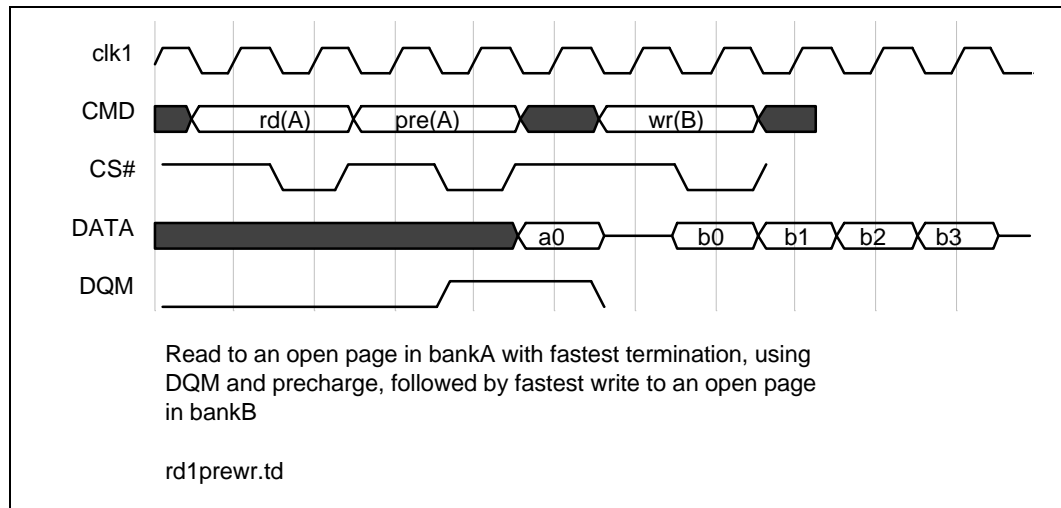 clk1
CMD rd(A) pre(A) wr(B)
CS#
DATA a0 b0 b1 b2 b3
DQM
Read to an open page in bankA with fastest termination, using
DQM and precharge, followed by fastest write to an open page
in bankB
rd1prewr.td